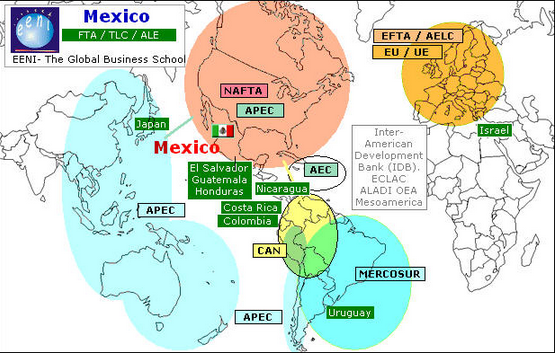 eeni
Mexico
FTA / TLC / ALE
EENI- The Global Business School
EFTA / AELC
EU / UE
NAFTA
APEC
Japan
Mexico
Israel
Inter-
American
Development
Bank (IDB).
ECLAC
ALADI OEA
Mesoamerica
El Salvador
Guatemala
Honduras
AEC
Nicaragua
Costa Rica
Colombia
APEC
CAN
MERCOSUR
APEC
Uruguay